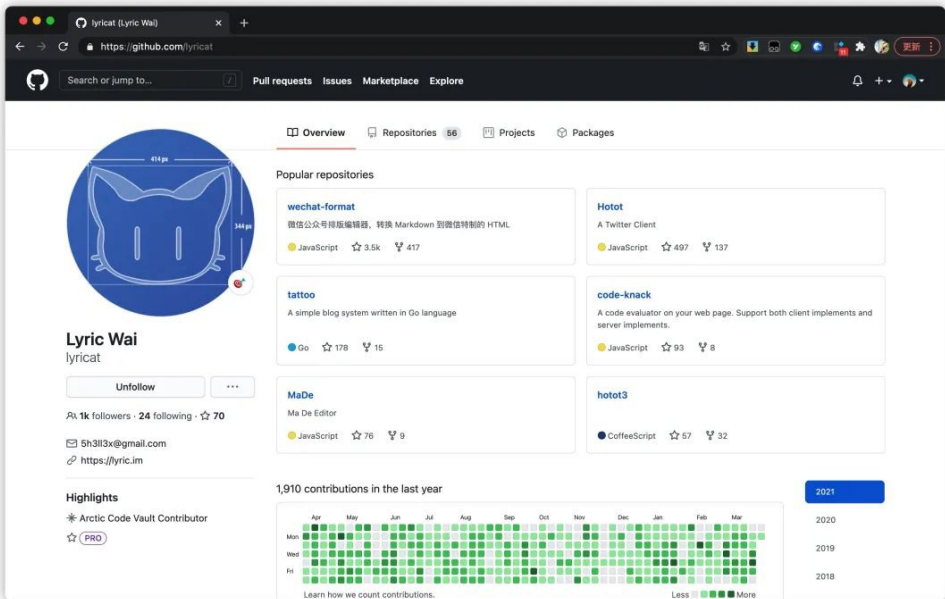 lyricat (Lyric Wai)
https://github.com/lyricat
更新
11
Search or jump to...
/
Pull requests Issues Marketplace Explore
Overview Repositories 56 Projects Packages
414 px
344 px
Lyric Wai
lyricat
Unfollow ...
1k followers · 24 following · 70
5h3ll3x@gmail.com
https://lyric.im
Highlights
Arctic Code Vault Contributor
PRO
Popular repositories
wechat-format
微信公众号排版编辑器，转换 Markdown 到微信特制的 HTML
JavaScript 3.5k 417
Hotot
A Twitter Client
JavaScript 497 137
tattoo
A simple blog system written in Go language
Go 178 15
code-knack
A code evaluator on your web page. Support both client implements and
server implements.
JavaScript 93 8
MaDe
Ma De Editor
JavaScript 76 9
hotot3
CoffeeScript 57 32
1,910 contributions in the last year
Apr May Jun Jul Aug Sep Oct Nov Dec Jan Feb Mar
Mon
Wed
Fri
Learn how we count contributions.
Less More
2021
2020
2019
2018